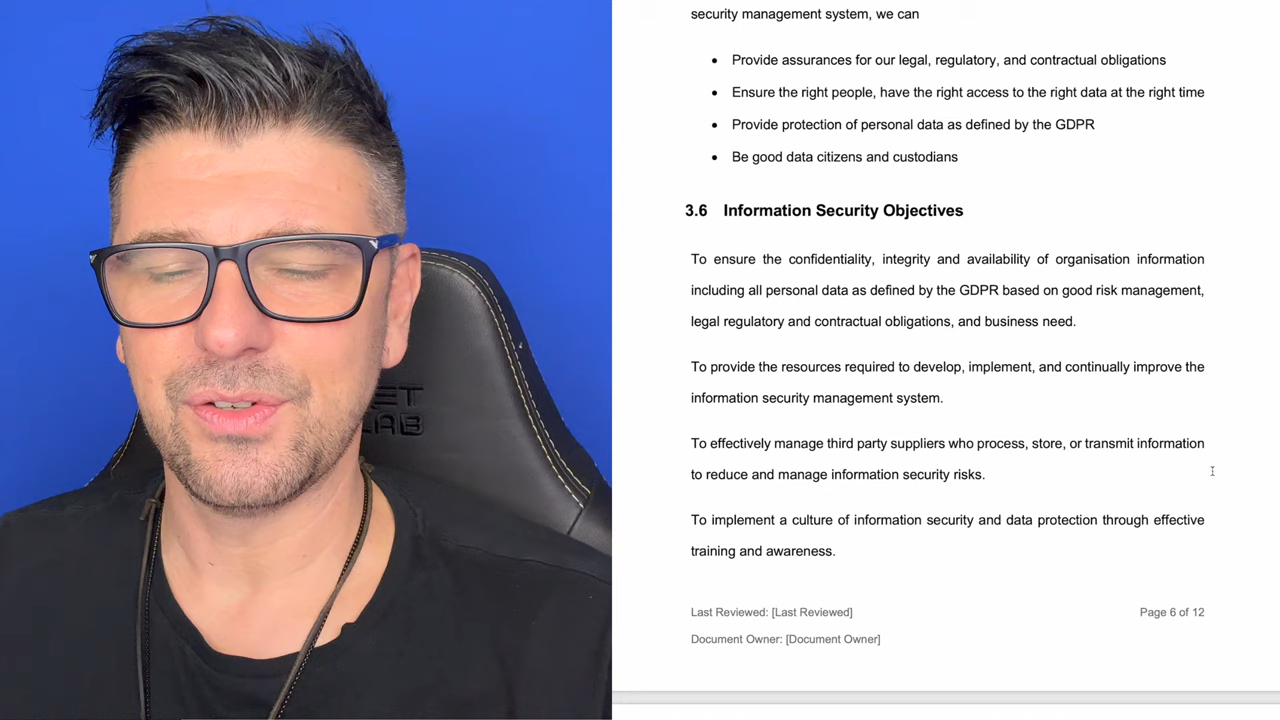 security management system, we can
• Provide assurances for our legal, regulatory, and contractual obligations
• Ensure the right people, have the right access to the right data at the right time
• Provide protection of personal data as defined by the GDPR
• Be good data citizens and custodians
3.6 Information Security Objectives
To ensure the confidentiality, integrity and availability of organisation information
including all personal data as defined by the GDPR based on good risk management,
legal regulatory and contractual obligations, and business need.
To provide the resources required to develop, implement, and continually improve the
information security management system.
To effectively manage third party suppliers who process, store, or transmit information
to reduce and manage information security risks.
To implement a culture of information security and data protection through effective
training and awareness.
Last Reviewed: [Last Reviewed]
Page 6 of 12
Document Owner: [Document Owner]